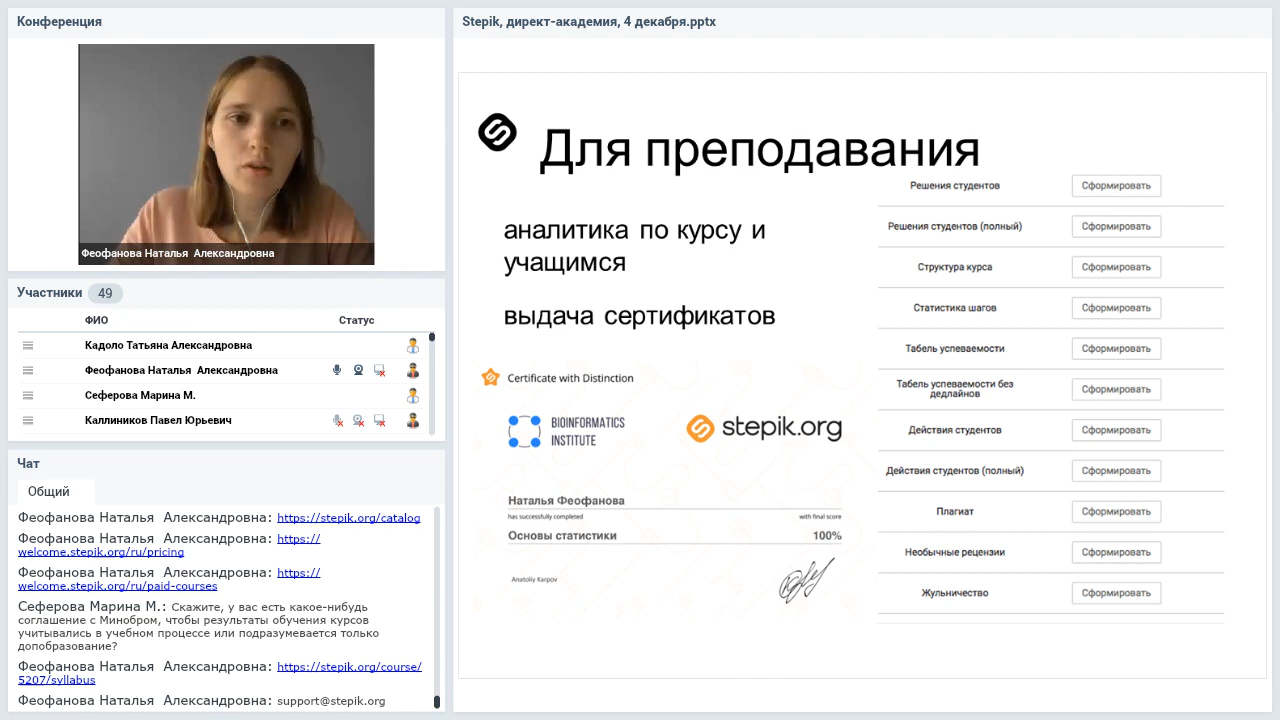 Конференция
Феофанова Наталья  Александровна
Участники 49
ФИО Статус
Кадоло Татьяна Александровна
Феофанова Наталья  Александровна
Сеферова Марина М.
Каллиников Павел Юрьевич
Чат
Общий
Феофанова Наталья  Александровна: https://stepik.org/catalog
Феофанова Наталья  Александровна: https://
welcome.stepik.org/ru/pricing
Феофанова Наталья  Александровна: https://
welcome.stepik.org/ru/paid-courses
Сеферова Марина М.: Скажите, у вас есть какое-нибудь
соглашение с Минобром, чтобы результаты обучения курсов
учитывались в учебном процессе или подразумевается только
допобразование?
Феофанова Наталья  Александровна: https://stepik.org/course/
5207/syllabus
Феофанова Наталья  Александровна: support@stepik.org
Stepik, директ-академия, 4 декабря.pptx
Для преподавания
аналитика по курсу и
учащимся
выдача сертификатов
Certificate with Distinction
BIOINFORMATICS
INSTITUTE
stepik.org
Наталья Феофанова
has successfully completed with final score
Основы статистики 100%
Anatoliy Karpov
Решения студентов Сформировать
Решения студентов (полный) Сформировать
Структура курса Сформировать
Статистика шагов Сформировать
Табель успеваемости Сформировать
Табель успеваемости без
дедлайнов Сформировать
Действия студентов Сформировать
Действия студентов (полный) Сформировать
Плагиат Сформировать
Необычные рецензии Сформировать
Жульничество Сформировать